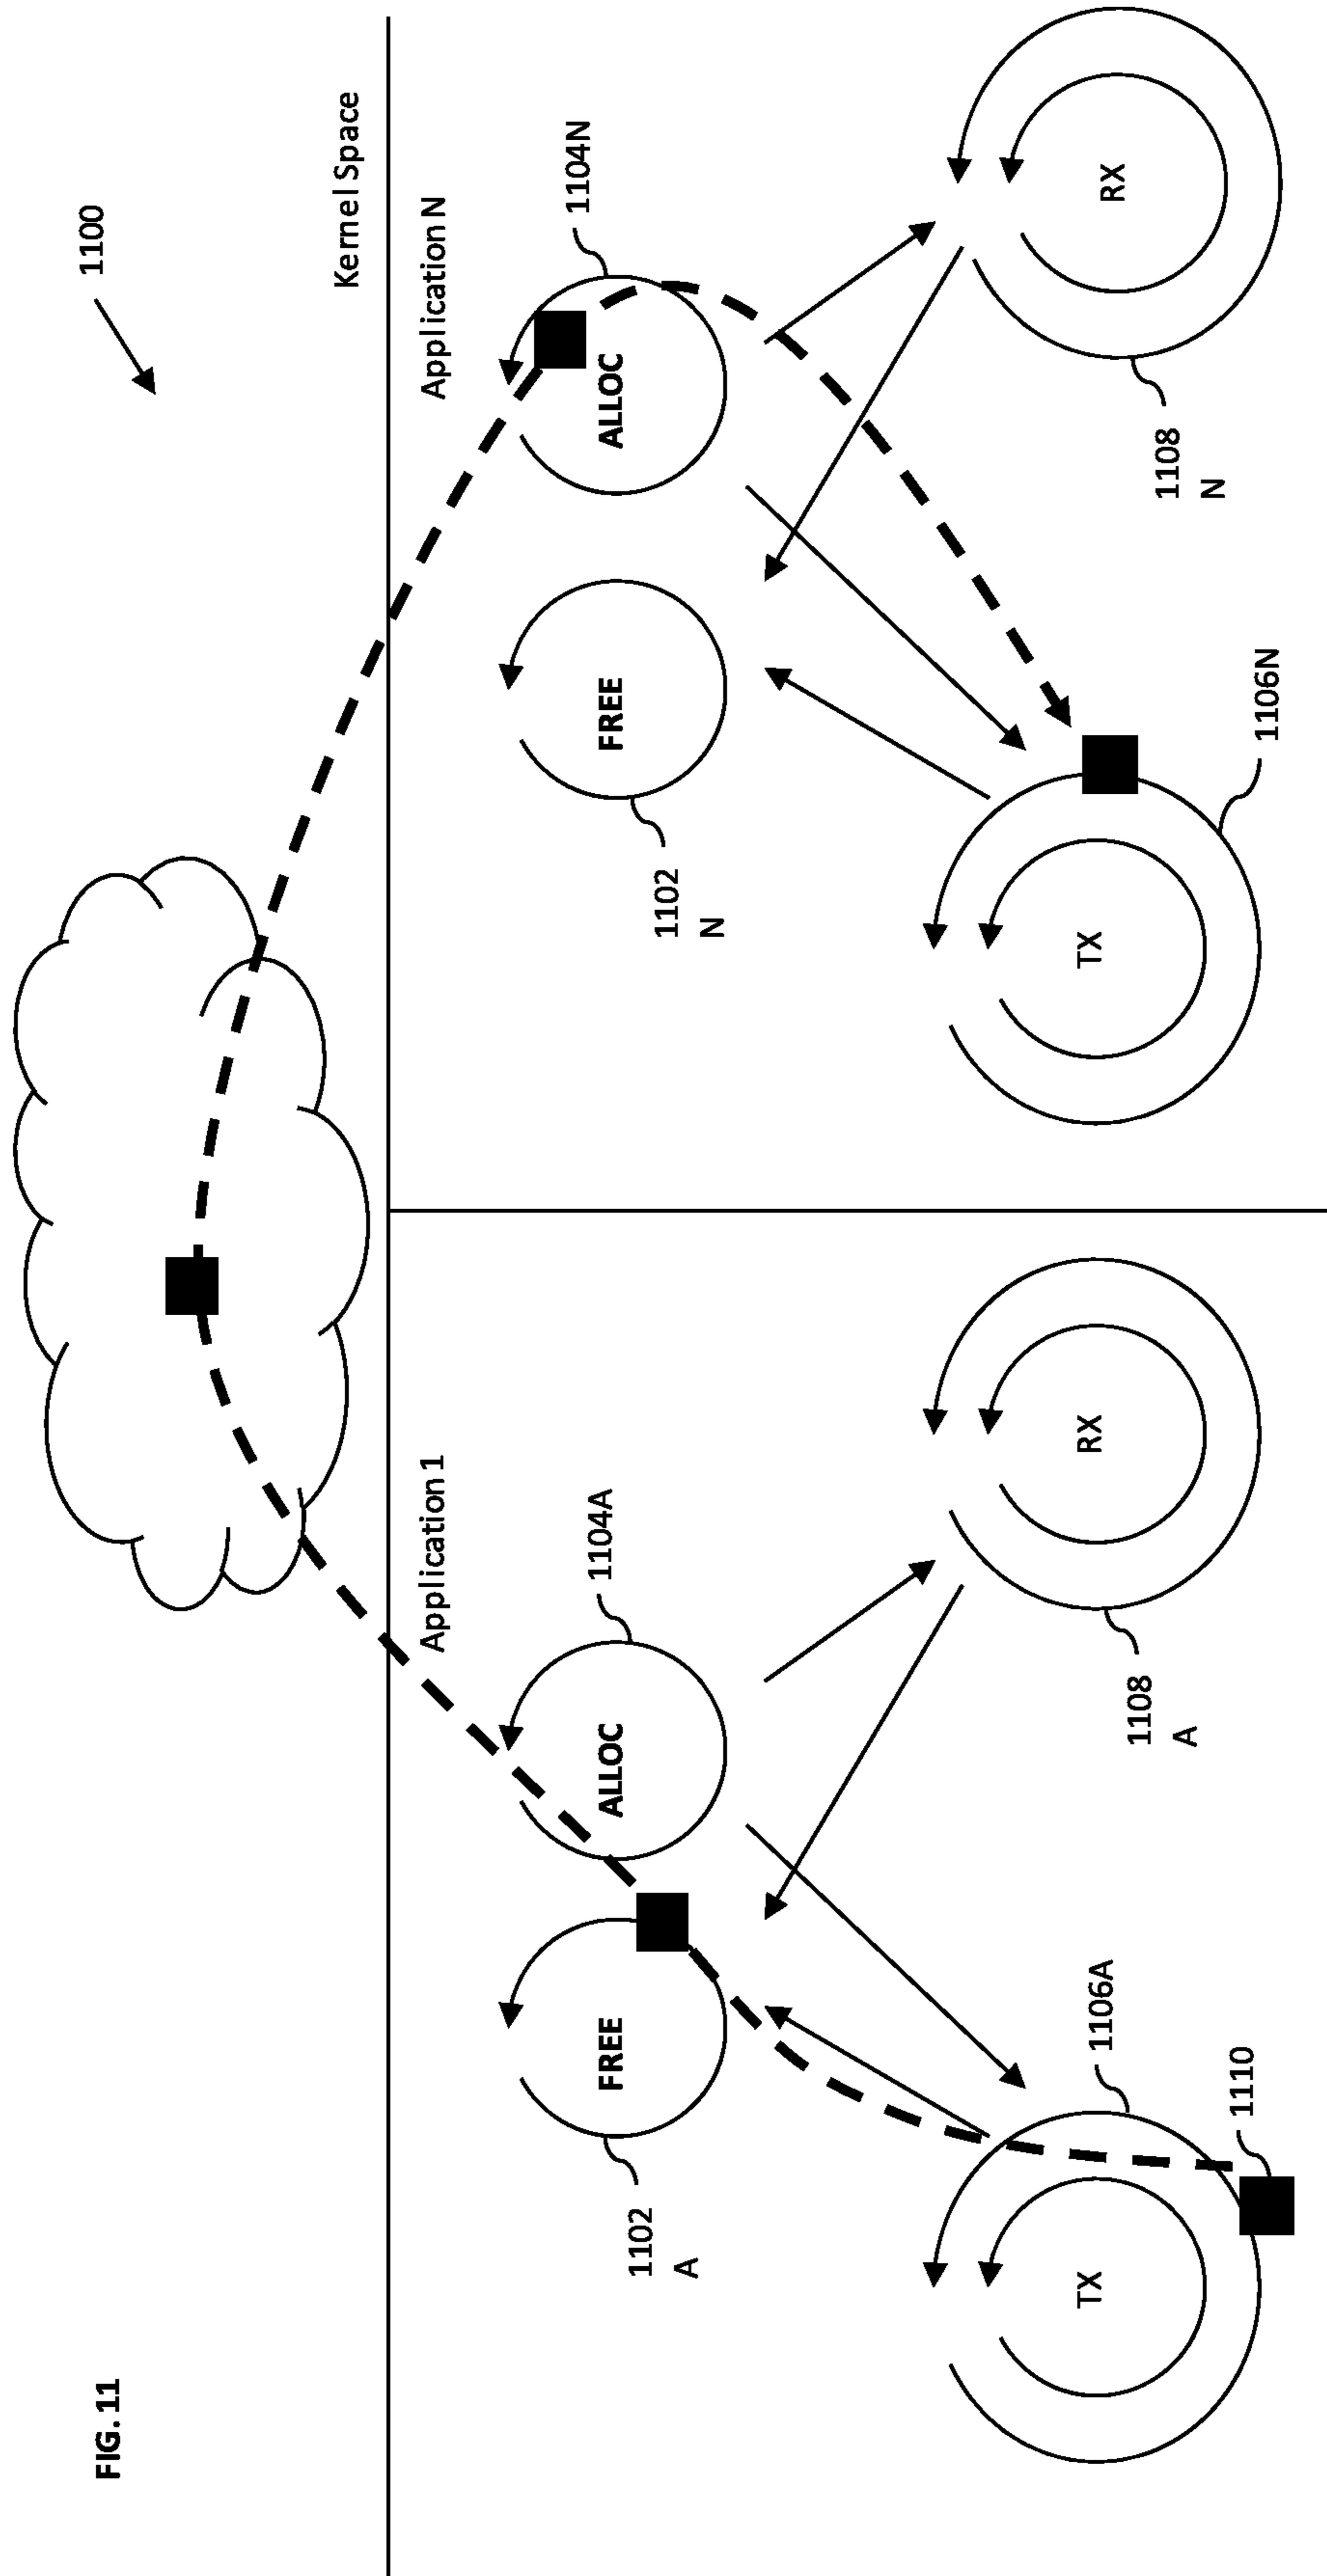 FIG. 11
1100
Kernel Space
Application 1
Application N
1102
A
FREE
ALLOC
1104A
1102
N
FREE
ALLOC
1104N
TX
1106A
1110
1108
A
RX
TX
1106N
1108
N
RX